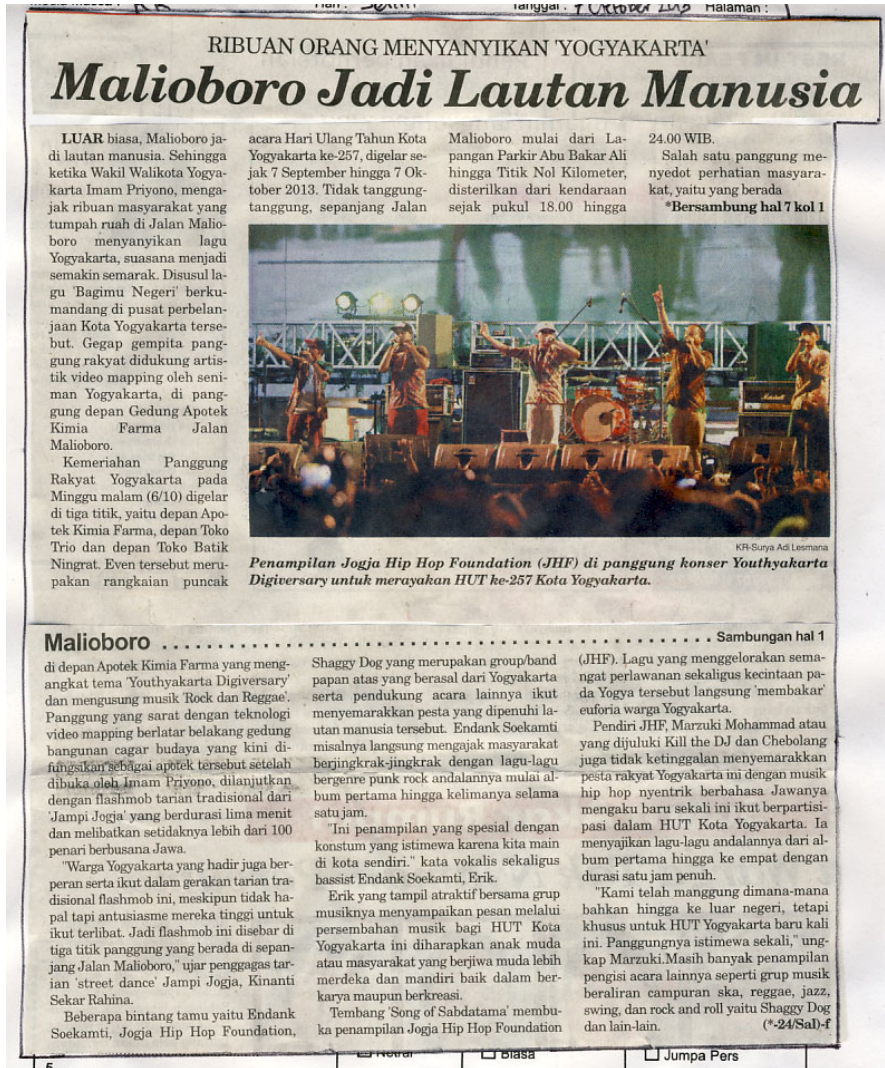 Tanggal : 7 Oktober 2013 Halaman :
RIBUAN ORANG MENYANYIKAN 'YOGYAKARTA'
Malioboro Jadi Lautan Manusia
LUAR biasa, Malioboro ja-
di lautan manusia. Sehingga
ketika Wakil Walikota Yogya-
karta Imam Priyono, menga-
jak ribuan masyarakat yang
tumpah ruah di Jalan Malio-
boro menyanyikan lagu
Yogyakarta, suasana menjadi
semakin semarak. Disusul la-
gu 'Bagimu Negeri' berku-
mandang di pusat perbelan-
jaan Kota Yogyakarta terse-
but. Gegap gempita pang-
gung rakyat didukung artis-
tik video mapping oleh seni-
man Yogyakarta, di pang-
gung depan Gedung Apotek
Kimia Farma Jalan
Malioboro.
Kemeriahan Panggung
Rakyat Yogyakarta pada
Minggu malam (6/10) digelar
di tiga titik, yaitu depan Apo-
tek Kimia Farma, depan Toko
Trio dan depan Toko Batik
Ningrat. Even tersebut meru-
pakan rangkaian puncak
acara Hari Ulang Tahun Kota
Yogyakarta ke-257, digelar se-
jak 7 September hingga 7 Ok-
tober 2013. Tidak tanggung-
tanggung, sepanjang Jalan
Malioboro mulai dari La-
pangan Parkir Abu Bakar Ali
hingga Titik Nol Kilometer,
disterilkan dari kendaraan
sejak pukul 18.00 hingga
24.00 WIB.
Salah satu panggung me-
nyedot perhatian masyara-
kat, yaitu yang berada
*Bersambung hal 7 kol 1
Marshall
KR-Surya Adi Lesmana
Penampilan Jogja Hip Hop Foundation (JHF) di panggung konser Youthyakarta
Digiversary untuk merayakan HUT ke-257 Kota Yogyakarta.
Malioboro . . . . . . . . . . . . . . . . . . . . . . . . . . . . . . Sambungan hal 1
di depan Apotek Kimia Farma yang meng-
angkat tema 'Youthyakarta Digiversary'
dan mengusung musik 'Rock dan Reggae'.
Panggung yang sarat dengan teknologi
video mapping berlatar belakang gedung
bangunan cagar budaya yang kini di-
fungsikan sebagai apotek tersebut setelah
dibuka oleh Imam Priyono, dilanjutkan
dengan flashmob tarian tradisional dari
'Jampi Jogja' yang berdurasi lima menit
dan melibatkan setidaknya lebih dari 100
penari berbusana Jawa.
"Warga Yogyakarta yang hadir juga ber-
peran serta ikut dalam gerakan tarian tra-
disional flashmob ini, meskipun tidak ha-
pal tapi antusiasme mereka tinggi untuk
ikut terlibat. Jadi flashmob ini disebar di
tiga titik panggung yang berada di sepan-
jang Jalan Malioboro," ujar penggagas tar-
ian 'street dance' Jampi Jogja, Kinanti
Sekar Rahina.
Beberapa bintang tamu yaitu Endank
Soekamti, Jogja Hip Hop Foundation,
Shaggy Dog yang merupakan group/band
papan atas yang berasal dari Yogyakarta
serta pendukung acara lainnya ikut
menyemarakkan pesta yang dipenuhi la-
utan manusia tersebut. Endank Soekamti
misalnya langsung mengajak masyarakat
berjingkrak-jingkrak dengan lagu-lagu
bergenre punk rock andalannya mulai al-
bum pertama hingga kelimanya selama
satu jam.
"Ini penampilan yang spesial dengan
konstum yang istimewa karena kita main
di kota sendiri." kata vokalis sekaligus
bassist Endank Soekamti, Erik.
Erik yang tampil atraktif bersama grup
musiknya menyampaikan pesan melalui
persembahan musik bagi HUT Kota
Yogyakarta ini diharapkan anak muda
atau masyarakat yang berjiwa muda lebih
merdeka dan mandiri baik dalam ber-
karya maupun berkreasi.
Tembang 'Song of Sabdatama' membu-
ka penampilan Jogja Hip Hop Foundation
(JHF). Lagu yang menggelorakan seman-
gat perlawanan sekaligus kecintaan pa-
da Yogya tersebut langsung 'membakar'
euforia warga Yogyakarta.
Pendiri JHF, Marzuki Mohammad atau
yang dijuluki Kill the DJ dan Chebolang
juga tidak ketinggalan menyemarakkan
pesta rakyat Yogyakarta ini dengan musik
hip hop nyentrik berbahasa Jawanya
mengaku baru sekali ini ikut berpartisi-
pasi dalam HUT Kota Yogyakarta. Ia
menyajikan lagu-lagu andalannya dari al-
bum pertama hingga ke empat dengan
durasi satu jam penuh.
"Kami telah manggung dimana-mana
bahkan hingga ke luar negeri, tetapi
khusus untuk HUT Yogyakarta baru kali
ini. Panggungnya istimewa sekali," ung-
kap Marzuki.Masih banyak penampilan
pengisi acara lainnya seperti grup musik
beraliran campuran ska, reggae, jazz,
swing, dan rock and roll yaitu Shaggy Dog
dan lain-lain. (*-24/Sal)-f
5 Netral Biasa Jumpa Pers